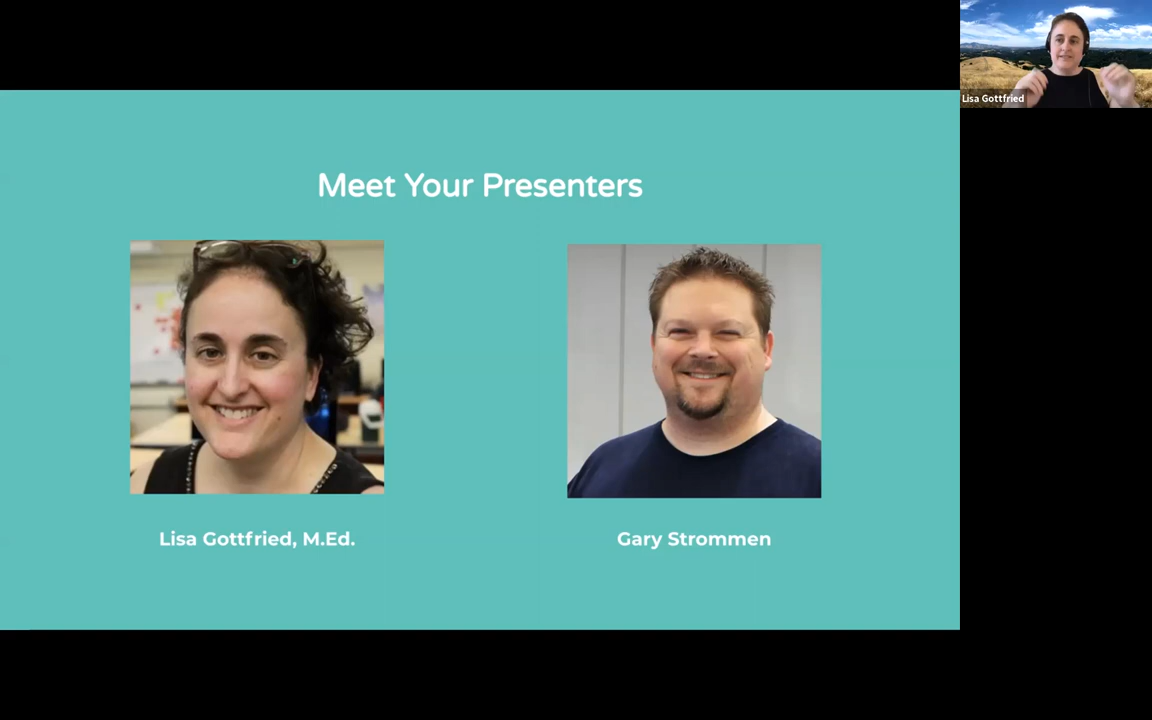 Meet Your Presenters
Lisa Gottfried
Lisa Gottfried, M.Ed.
Gary Strommen